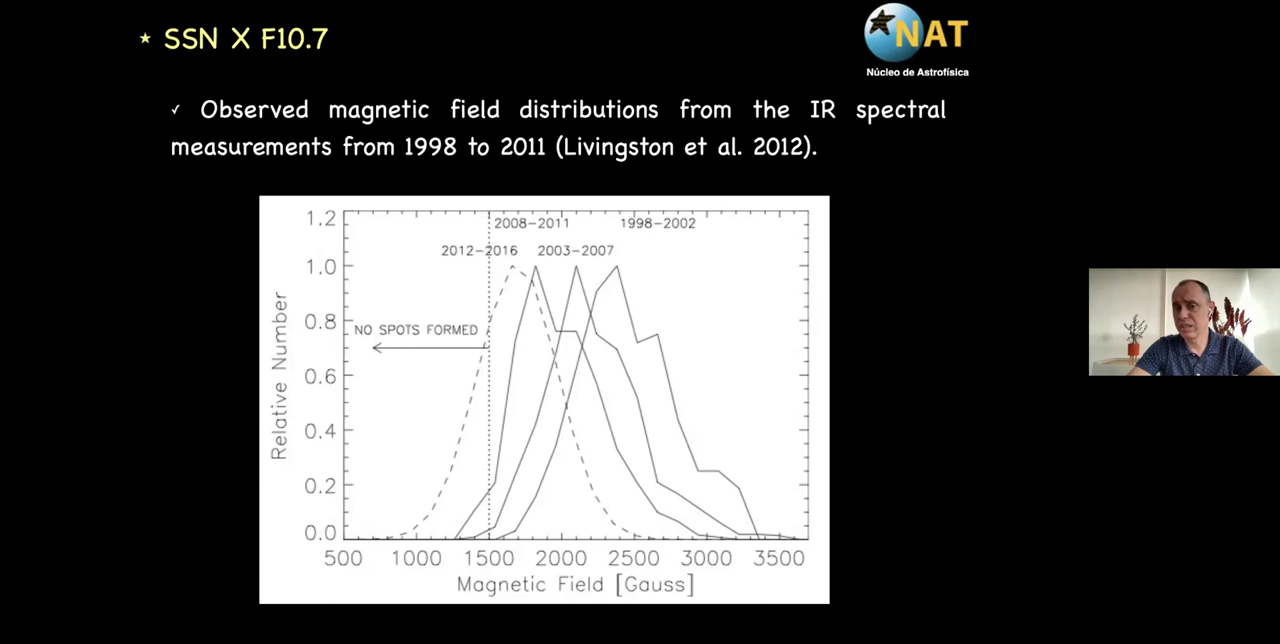 ★ SSN X F10.7
NAT
Núcleo de Astrofísica
✓ Observed magnetic field distributions from the IR spectral
measurements from 1998 to 2011 (Livingston et al. 2012).
1.2
2008-2011
1998-2002
2012-2016
2003-2007
1.0
0.8
NO SPOTS FORMED
0.6
0.4
0.2
0.0
Relative Number
500 1000 1500 2000 2500 3000 3500
Magnetic Field [Gauss]